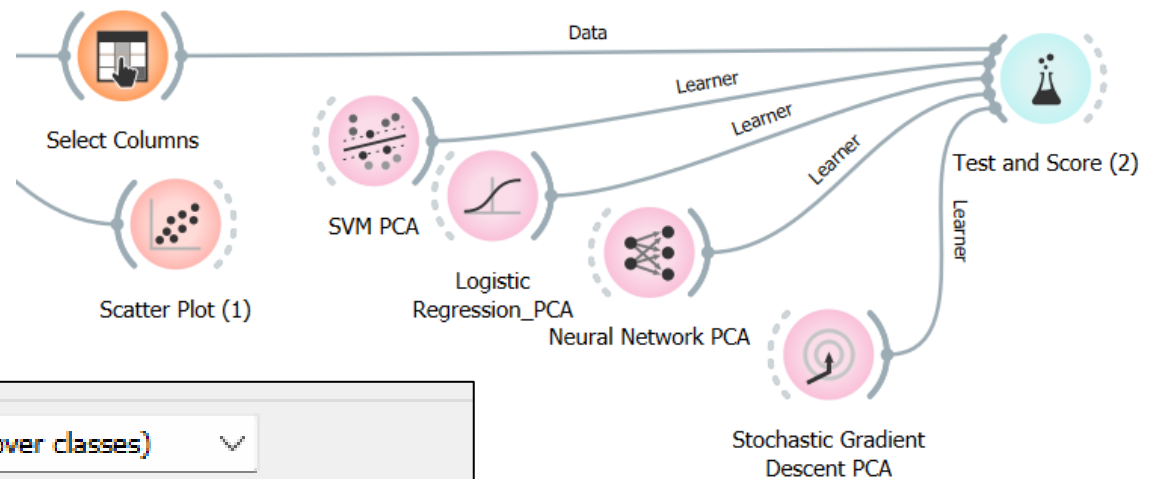 Data
Learner
Select Columns
Learner
Test and Score (2)
Learner
SVM PCA
Learner
Logistic
Regression_PCA
Scatter Plot (1)
Neural Network PCA
over classes)
Stochastic Gradient
Descent PCA